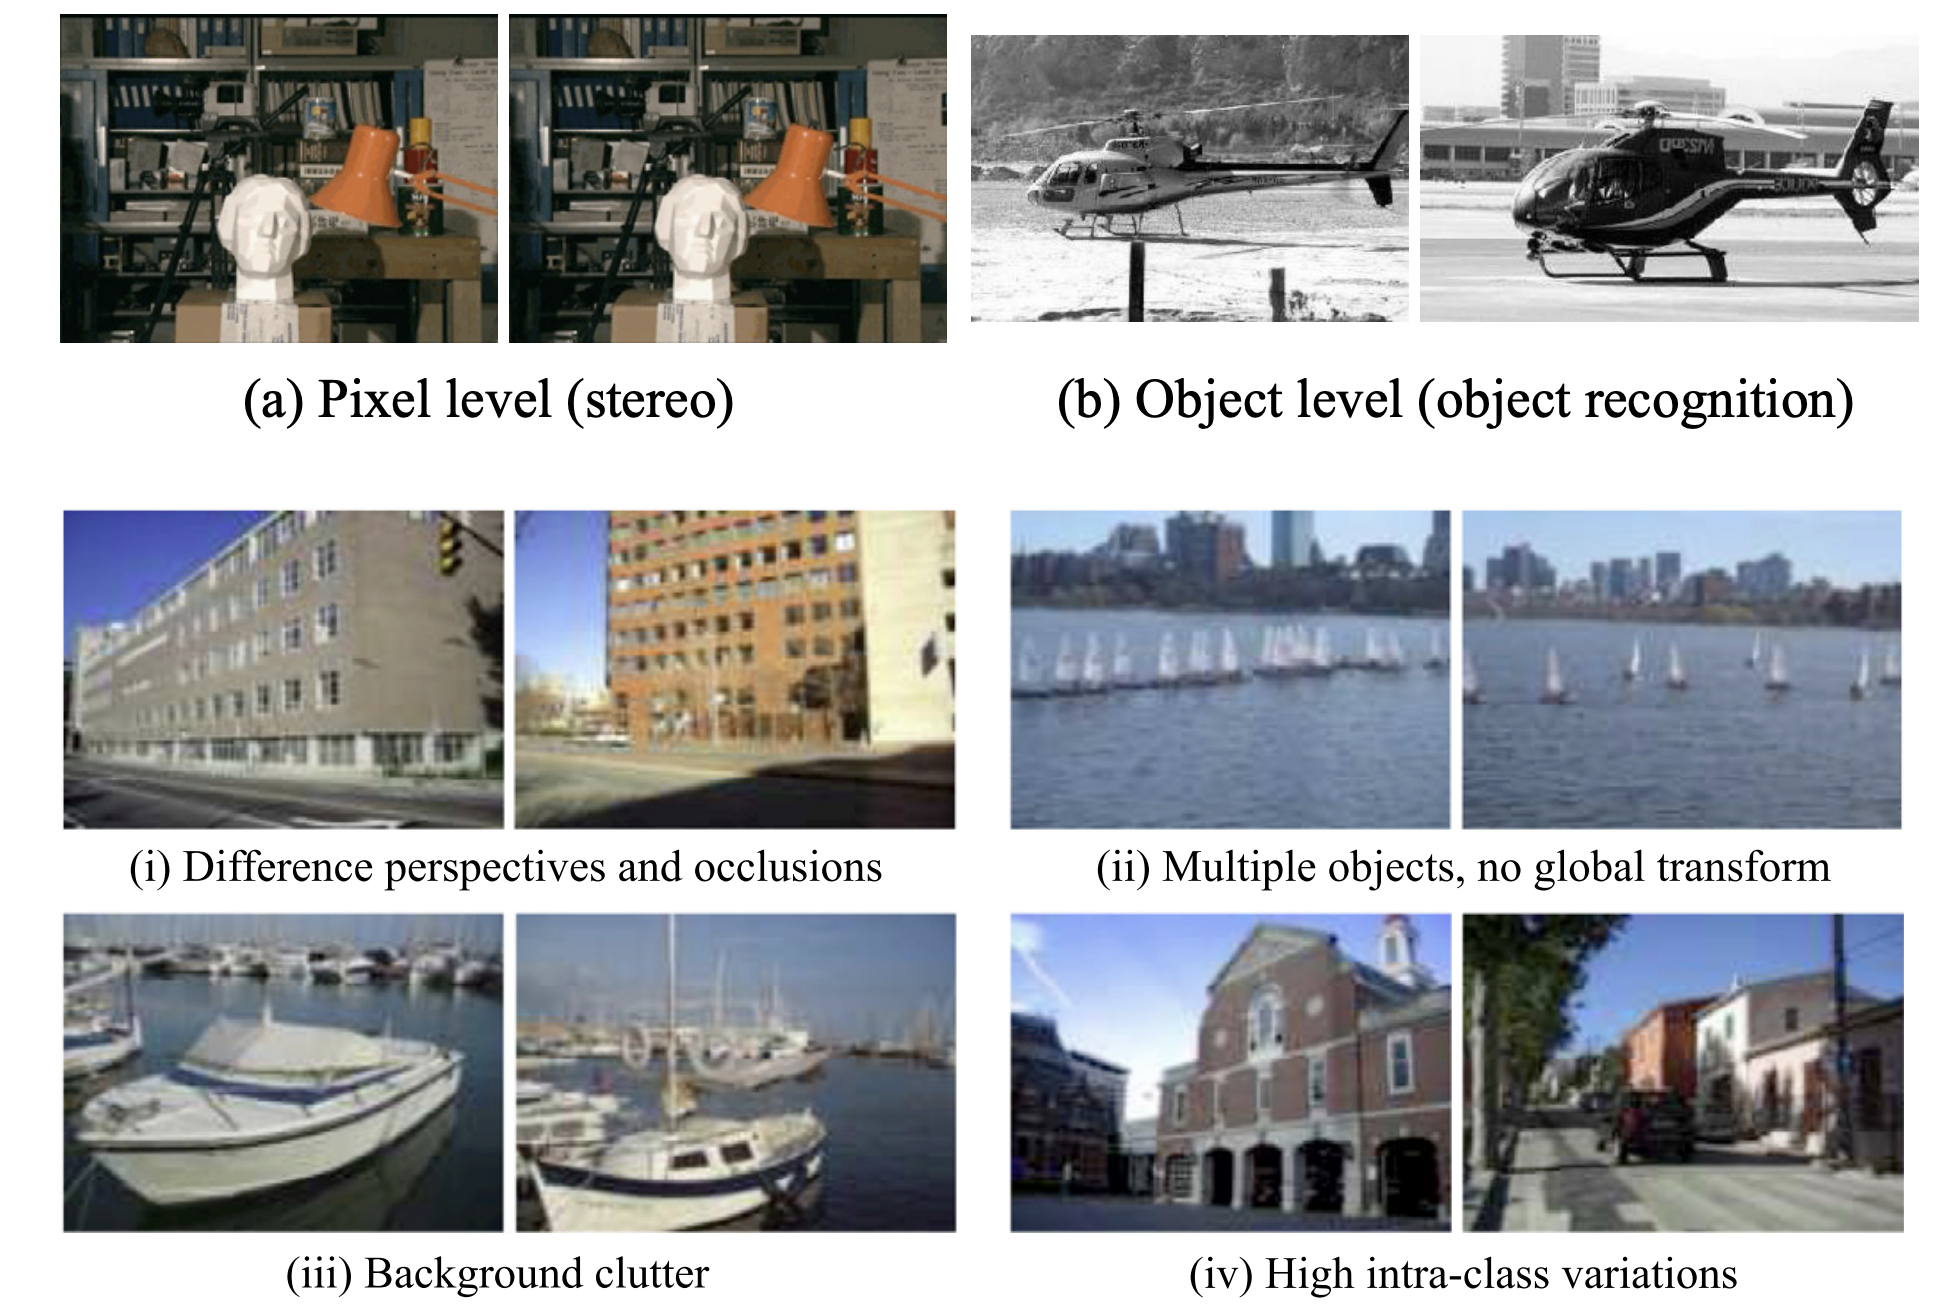 (a) Pixel level (stereo)
(b) Object level (object recognition)
(i) Difference perspectives and occlusions
(ii) Multiple objects, no global transform
(iii) Background clutter
(iv) High intra-class variations